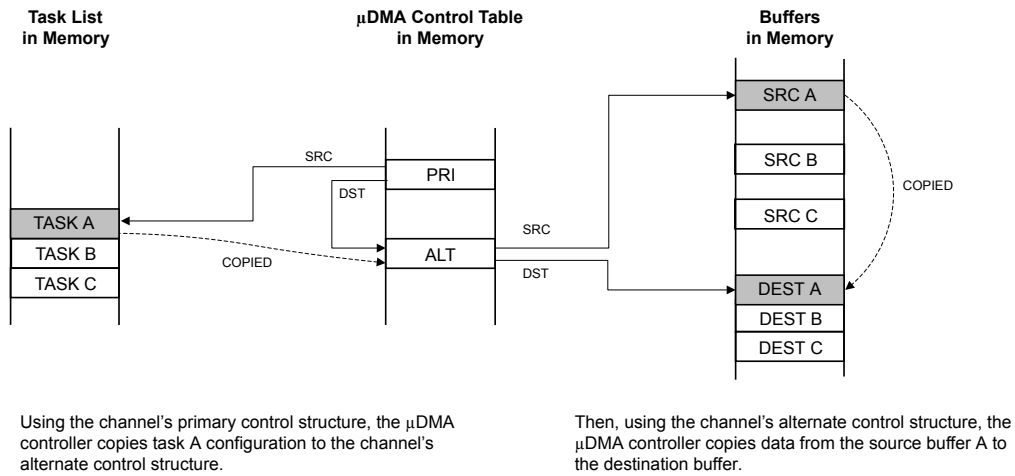 Task List
in Memory
μDMA Control Table
in Memory
Buffers
in Memory
SRC A
SRC
PRI
SRC B
DST
COPIED
TASK A
SRC C
SRC
TASK B
COPIED
ALT
DST
TASK C
DEST A
DEST B
DEST C
Using the channel's primary control structure, the μDMA
controller copies task A configuration to the channel's
alternate control structure.
Then, using the channel's alternate control structure, the
μDMA controller copies data from the source buffer A to
the destination buffer.